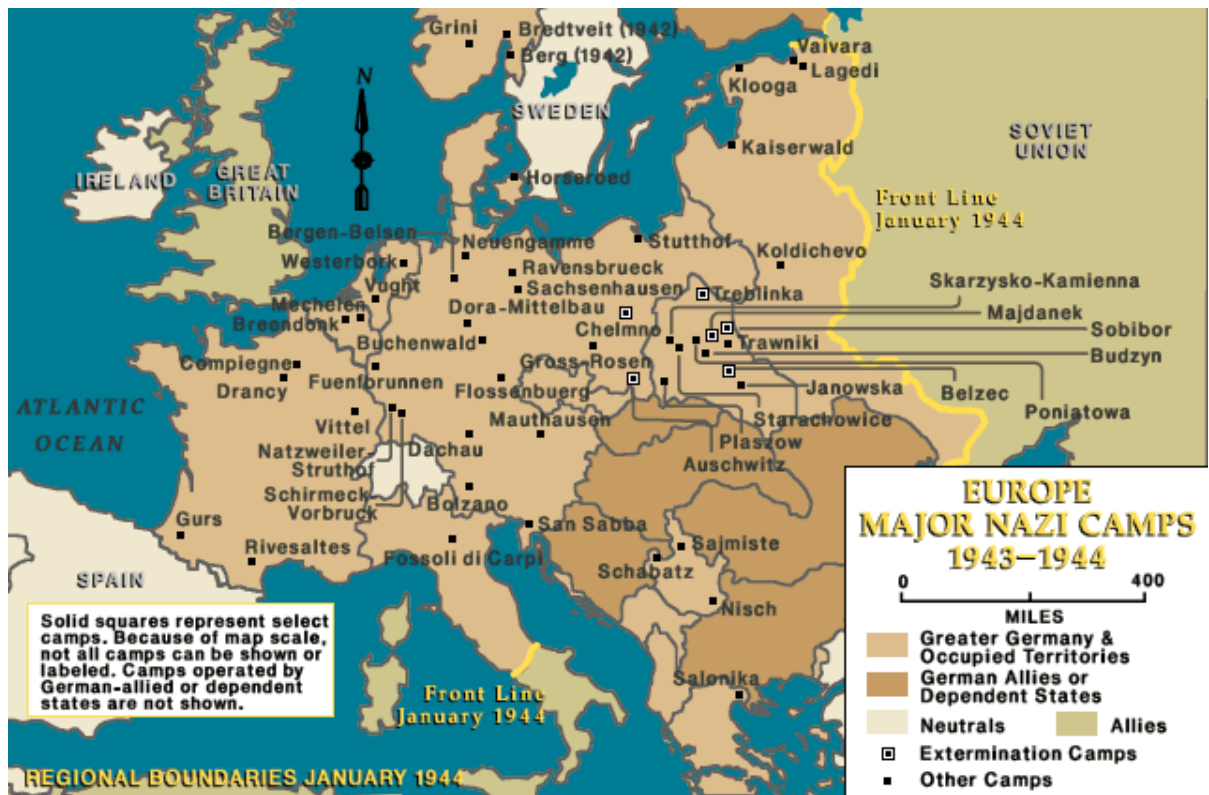 Grini
Bredtveit (1942)
Berg (1942)
Vaivara
Lagedi
Klooga
N
SWEDEN
SOVIET
UNION
Kaiserwald
IRELAND
GREAT
BRITAIN
Horseroed
Front Line
January 1944
Bergen-Belsen
Neuengamme
Stutthof
Koldichevo
Westerbork
Ravensbrueck
Vught
Sachsenhausen
Treblinka
Skarzysko-Kamienna
Mechelen
Dora-Mittelbau
Majdanek
Breendonk
Chelmno
Sobibor
Buchenwald
Trawniki
Budzyn
Compiegne
Gross-Rosen
Drancy
Fuenfbrunnen
Flossenbuerg
Janowska
Belzec
ATLANTIC
OCEAN
Poniatowa
Vittel
Mauthausen
Starachowice
Natzweiler-
Struthof
Dachau
Plaszow
Auschwitz
Schirmeck
Vorbruck
Bolzano
Gurs
San Sabba
Rivesaltes
Fossoli di Carpi
Sajmiste
Schabatz
SPAIN
Nisch
Salonika
Front Line
January 1944
Solid squares represent select
camps. Because of map scale,
not all camps can be shown or
labeled. Camps operated by
German-allied or dependent
states are not shown.
REGIONAL BOUNDARIES JANUARY 1944
EUROPE
MAJOR NAZI CAMPS
1943–1944
0 400
MILES
Greater Germany &
Occupied Territories
German Allies or
Dependent States
Neutrals
Allies
Extermination Camps
Other Camps